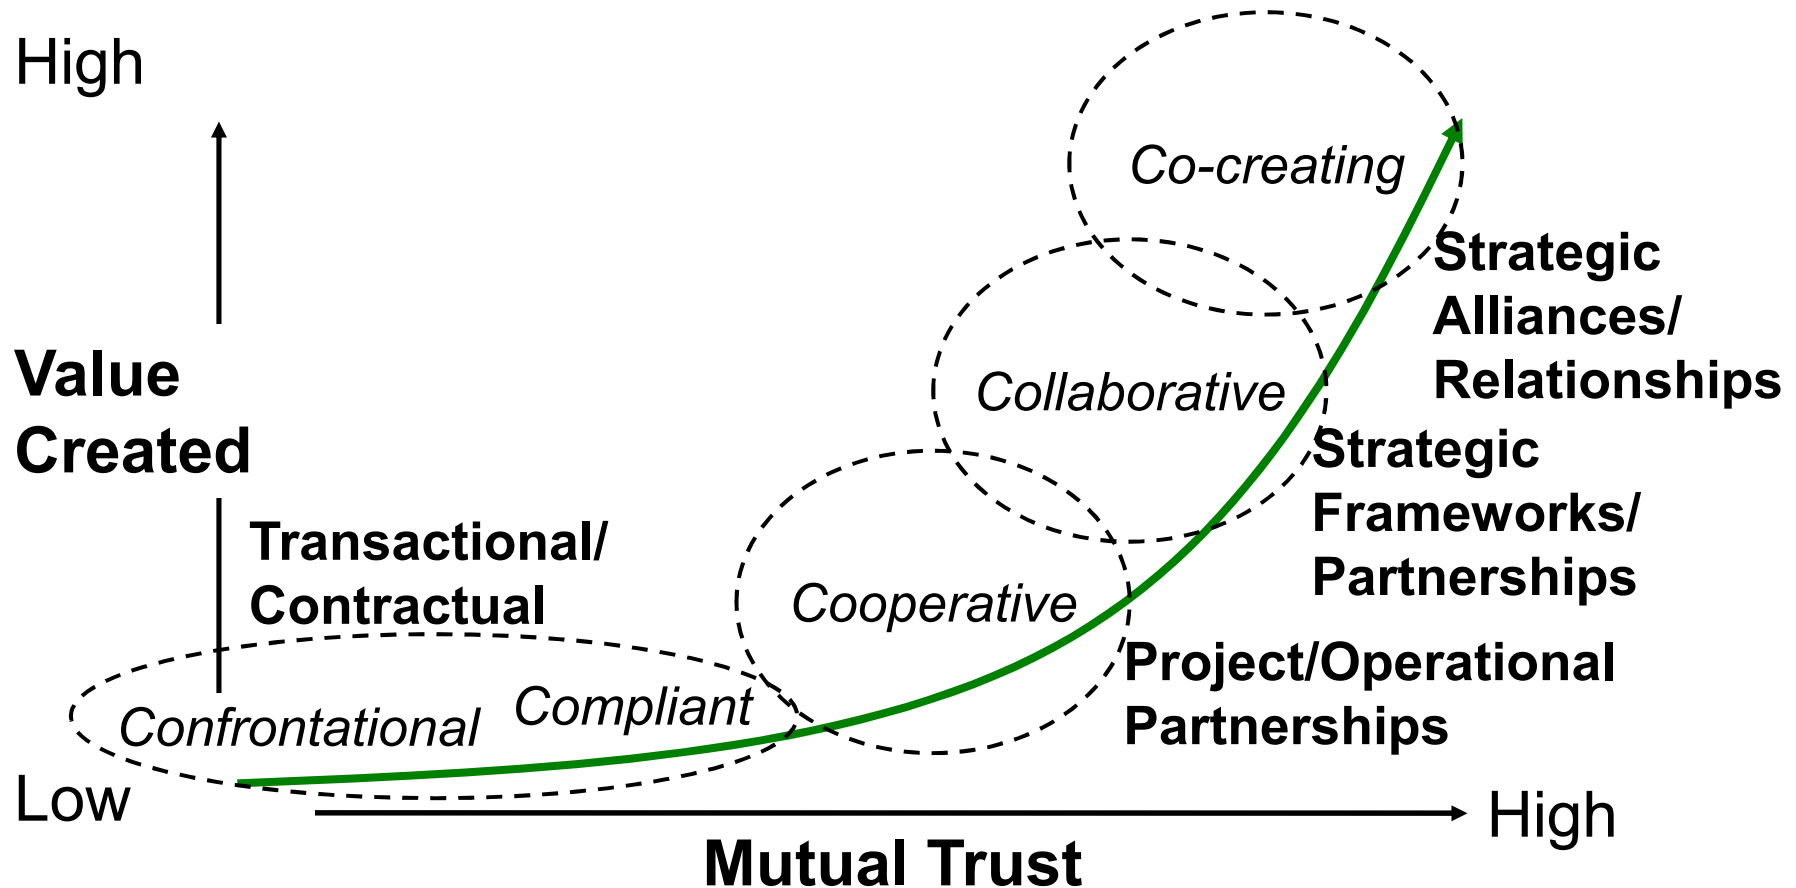 High
Co-creating
Strategic
Alliances/
Relationships
Value
Created
Collaborative
Strategic
Frameworks/
Partnerships
Transactional/
Contractual
Cooperative
Project/Operational
Partnerships
Confrontational
Compliant
Low
High
Mutual Trust